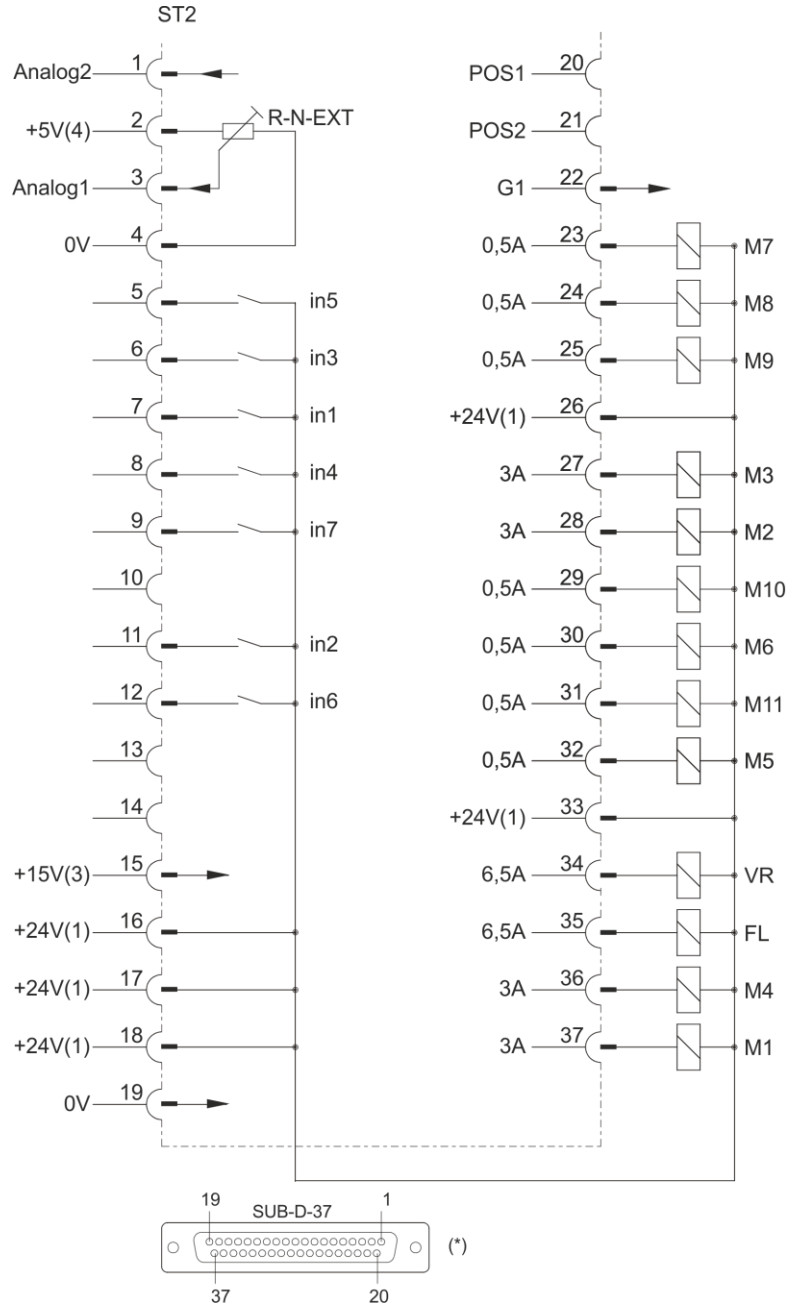 ST2
Analog2 1
+5V(4) 2 R-N-EXT
Analog1 3
0V 4
5 in5
6 in3
7 in1
8 in4
9 in7
10
11 in2
12 in6
13
14
+15V(3) 15
+24V(1) 16
+24V(1) 17
+24V(1) 18
0V 19
POS1 20
POS2 21
G1 22
0,5A 23 M7
0,5A 24 M8
0,5A 25 M9
+24V(1) 26
3A 27 M3
3A 28 M2
0,5A 29 M10
0,5A 30 M6
0,5A 31 M11
0,5A 32 M5
+24V(1) 33
6,5A 34 VR
6,5A 35 FL
3A 36 M4
3A 37 M1
19 SUB-D-37 1
(*)
37 20